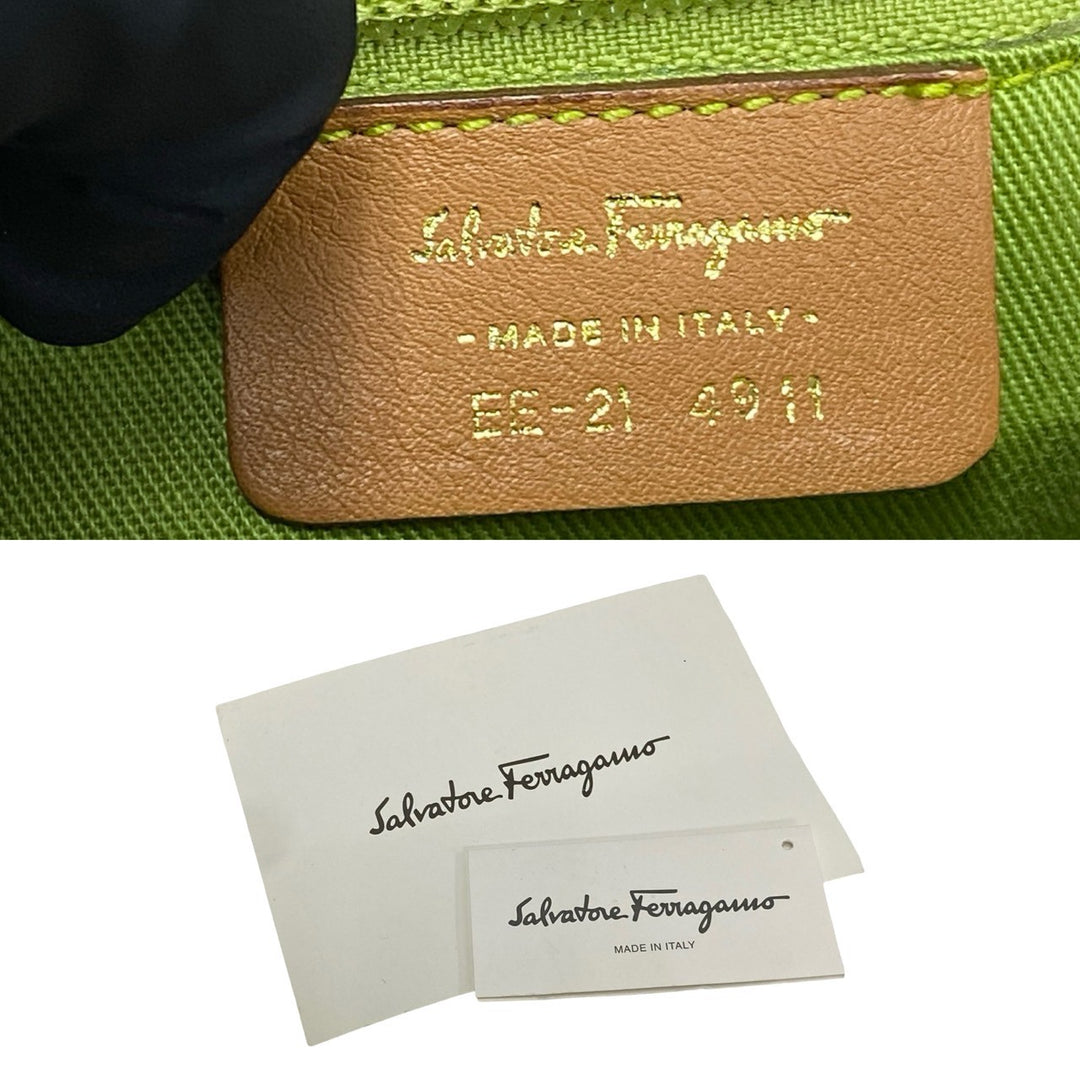 Salvatore Ferragamo
-MADE IN ITALY-
EE-21 4911
Salvatore Ferragamo
Salvatore Ferragamo
MADE IN ITALY